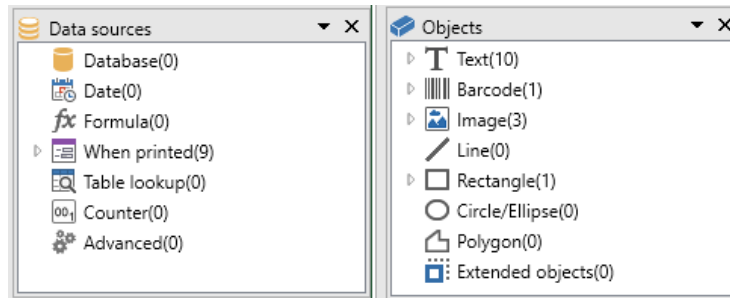 Data sources
Database(0)
Date(0)
Formula(0)
When printed(9)
Table lookup(0)
Counter(0)
Advanced(0)
Objects
Text(10)
Barcode(1)
Image(3)
Line(0)
Rectangle(1)
Circle/Ellipse(0)
Polygon(0)
Extended objects(0)